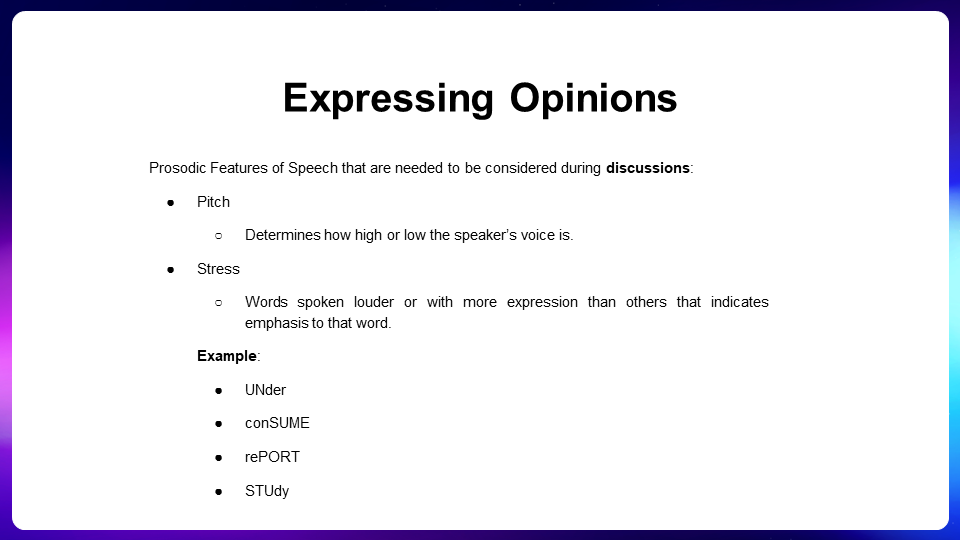 Expressing Opinions
Prosodic Features of Speech that are needed to be considered during discussions:
● Pitch
○ Determines how high or low the speaker’s voice is.
● Stress
○ Words spoken louder or with more expression than others that indicates
emphasis to that word.
Example:
● UNder
● conSUME
● rePORT
● STUdy